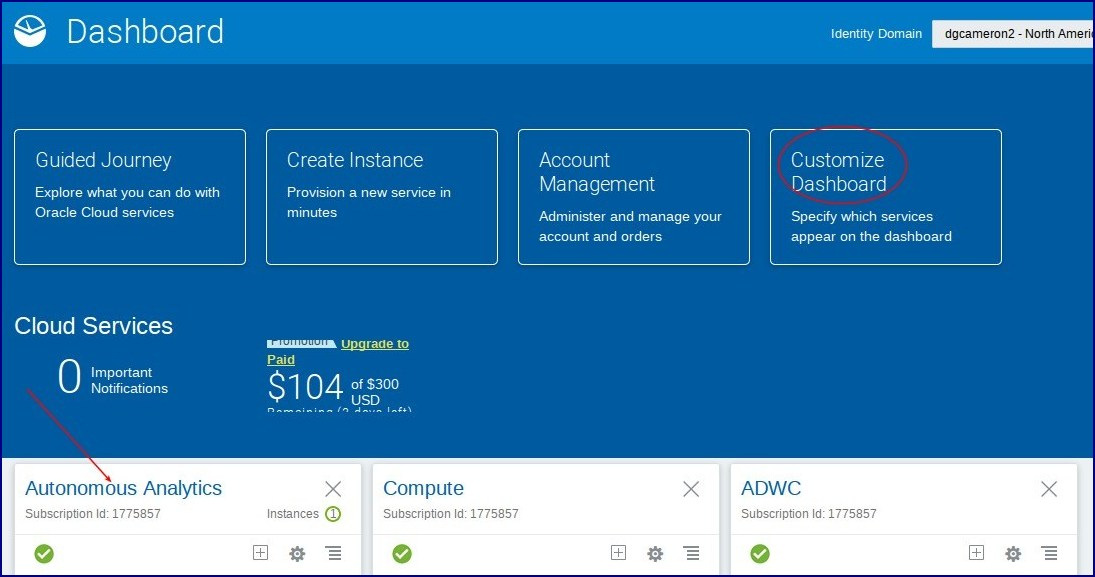 Dashboard
Identity Domain
dgcameron2 - North Americ
Guided Journey
Explore what you can do with
Oracle Cloud services
Create Instance
Provision a new service in
minutes
Account
Management
Administer and manage your
account and orders
Customize
Dashboard
Specify which services
appear on the dashboard
Cloud Services
0
Important
Notifications
Promotion Upgrade to
Paid
$104 of $300
USD
Remaining (2 days left)
Autonomous Analytics
Subscription Id: 1775857
Instances 1
Compute
Subscription Id: 1775857
ADWC
Subscription Id: 1775857